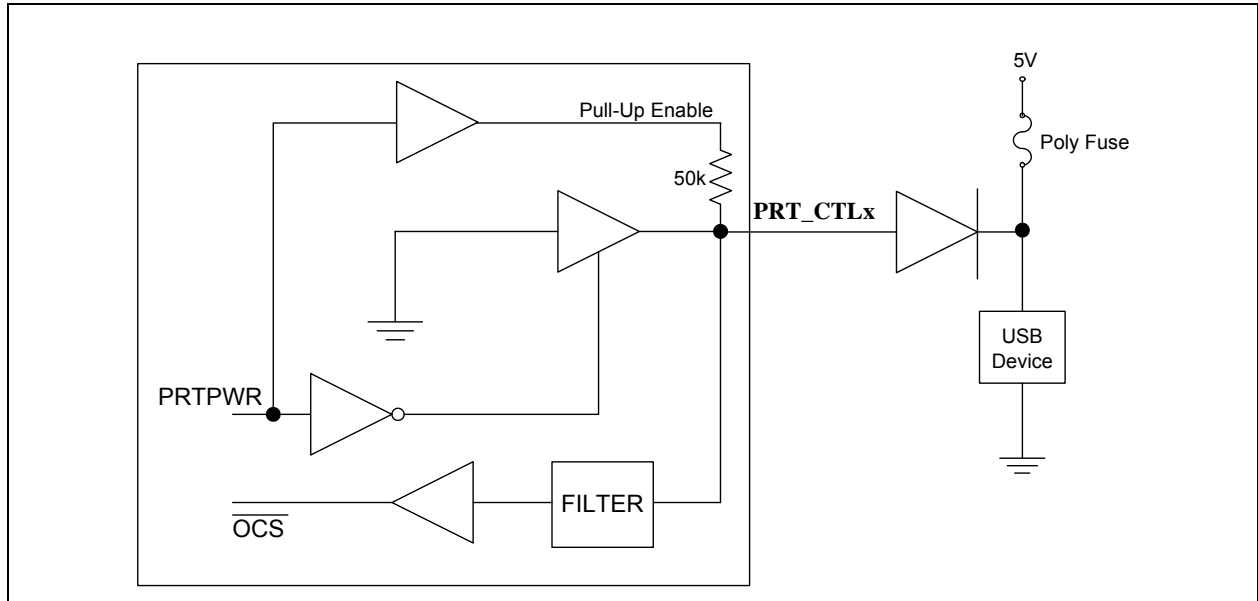 5V
Pull-Up Enable
Poly Fuse
50k
PRT_CTLx
USB
Device
PRTPWR
FILTER
OCS